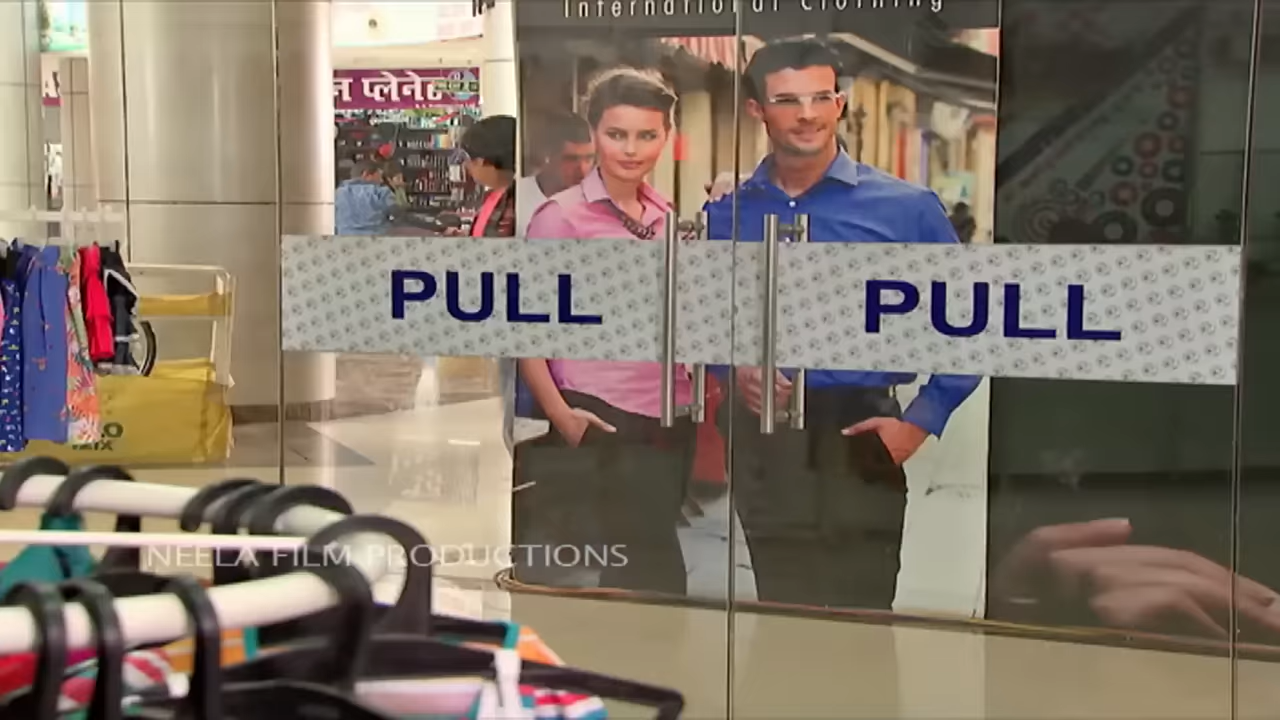 International Clothing
न प्लेनेट
PULL
PULL
NEELA FILM PRODUCTIONS